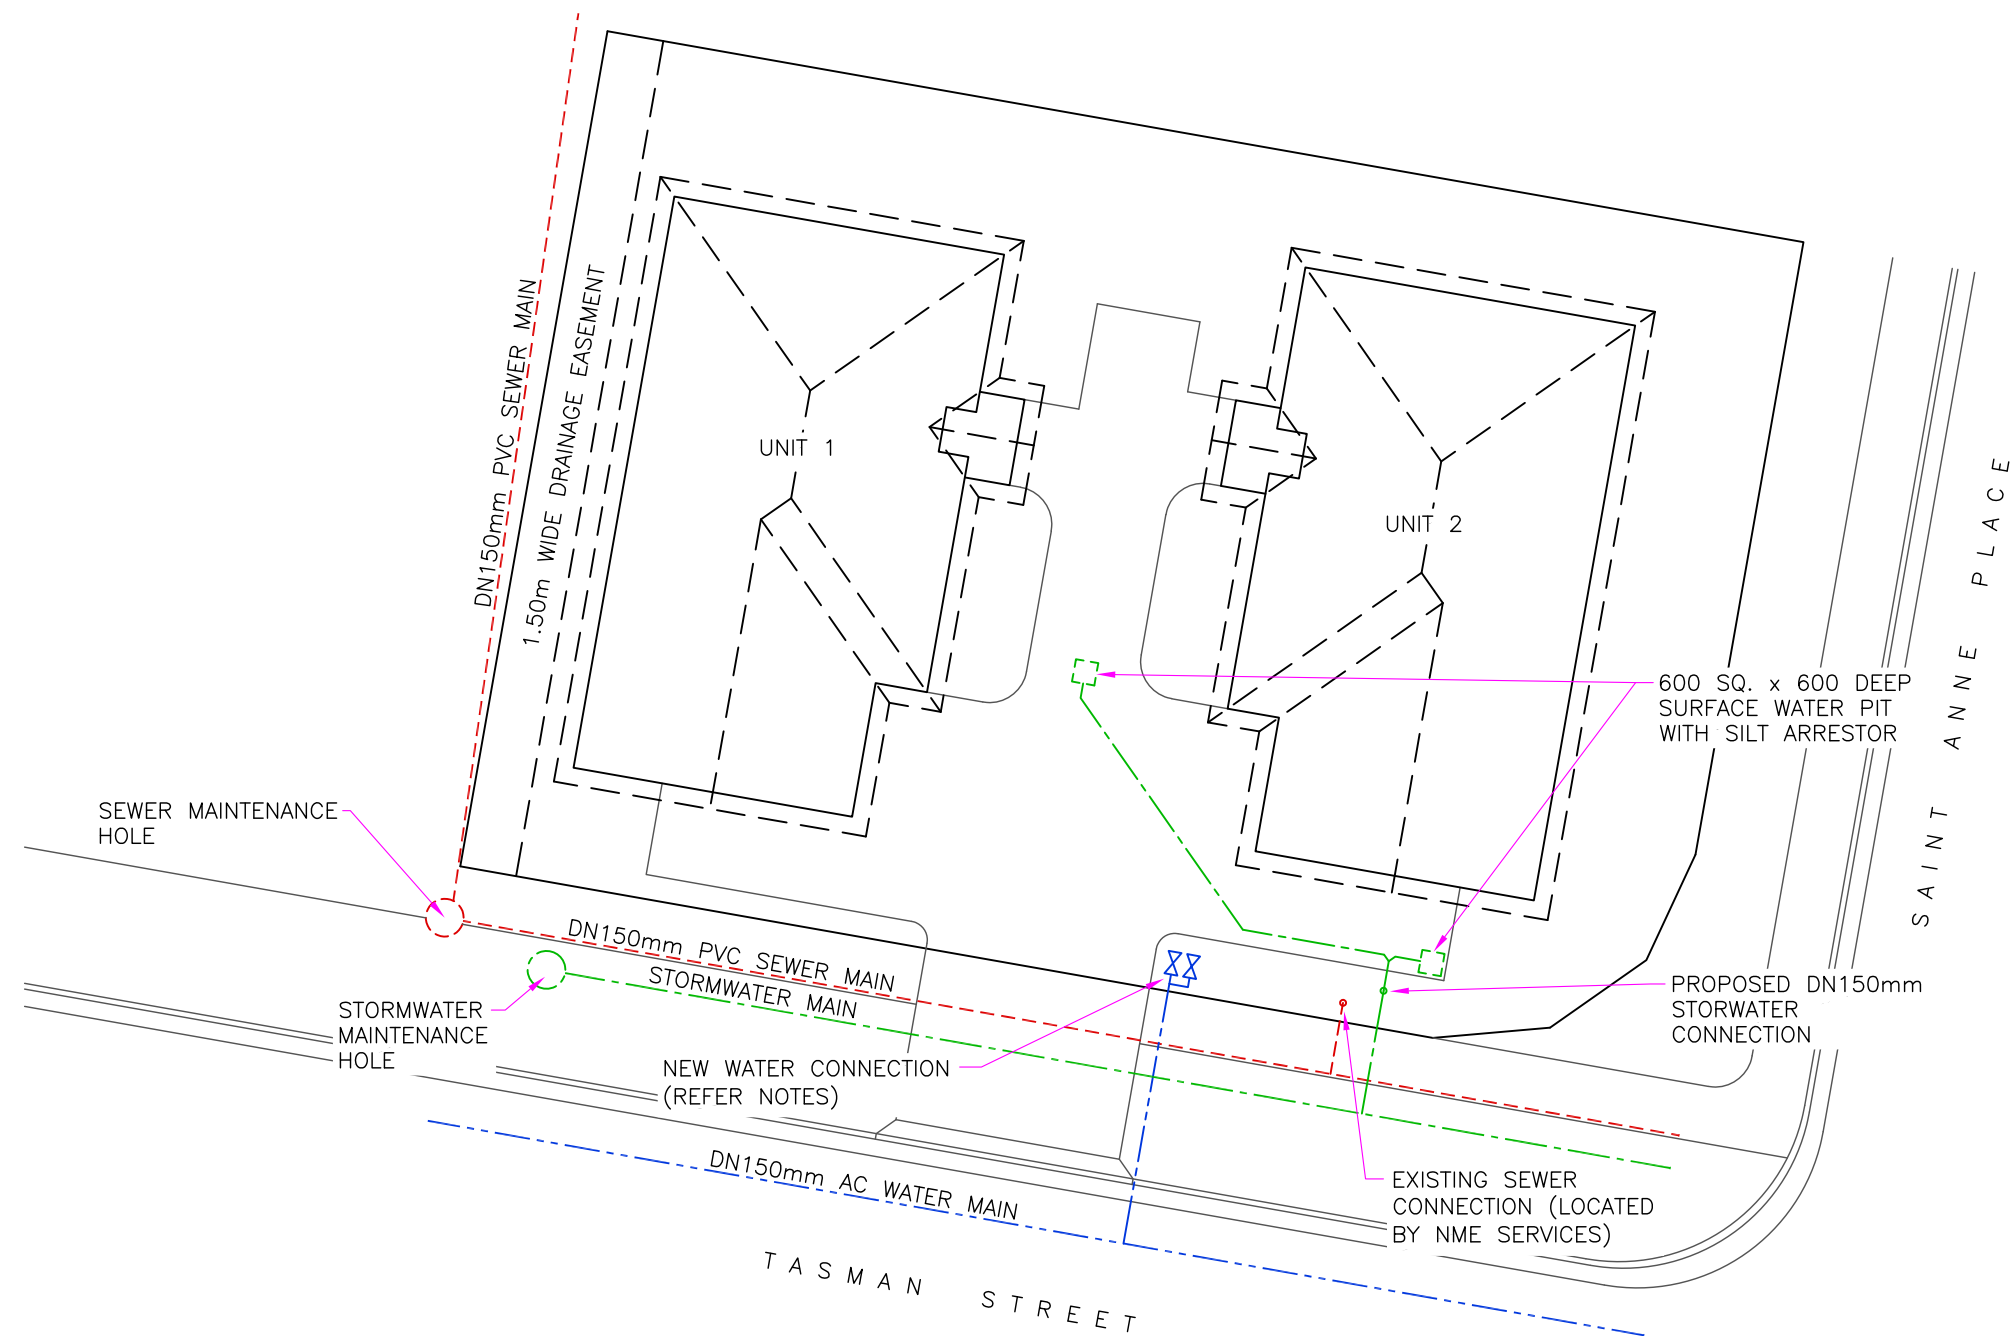 DN150mm PVC SEWER MAIN
1.50m WIDE DRAINAGE EASEMENT
UNIT 1
UNIT 2
SAINT ANNE PLACE
600 SQ. x 600 DEEP
SURFACE WATER PIT
WITH SILT ARRESTOR
SEWER MAINTENANCE
HOLE
DN150mm PVC SEWER MAIN
STORMWATER MAIN
STORMWATER
MAINTENANCE
HOLE
PROPOSED DN150mm
STORWATER
CONNECTION
NEW WATER CONNECTION
(REFER NOTES)
DN150mm AC WATER MAIN
EXISTING SEWER
CONNECTION (LOCATED
BY NME SERVICES)
TASMAN STREET